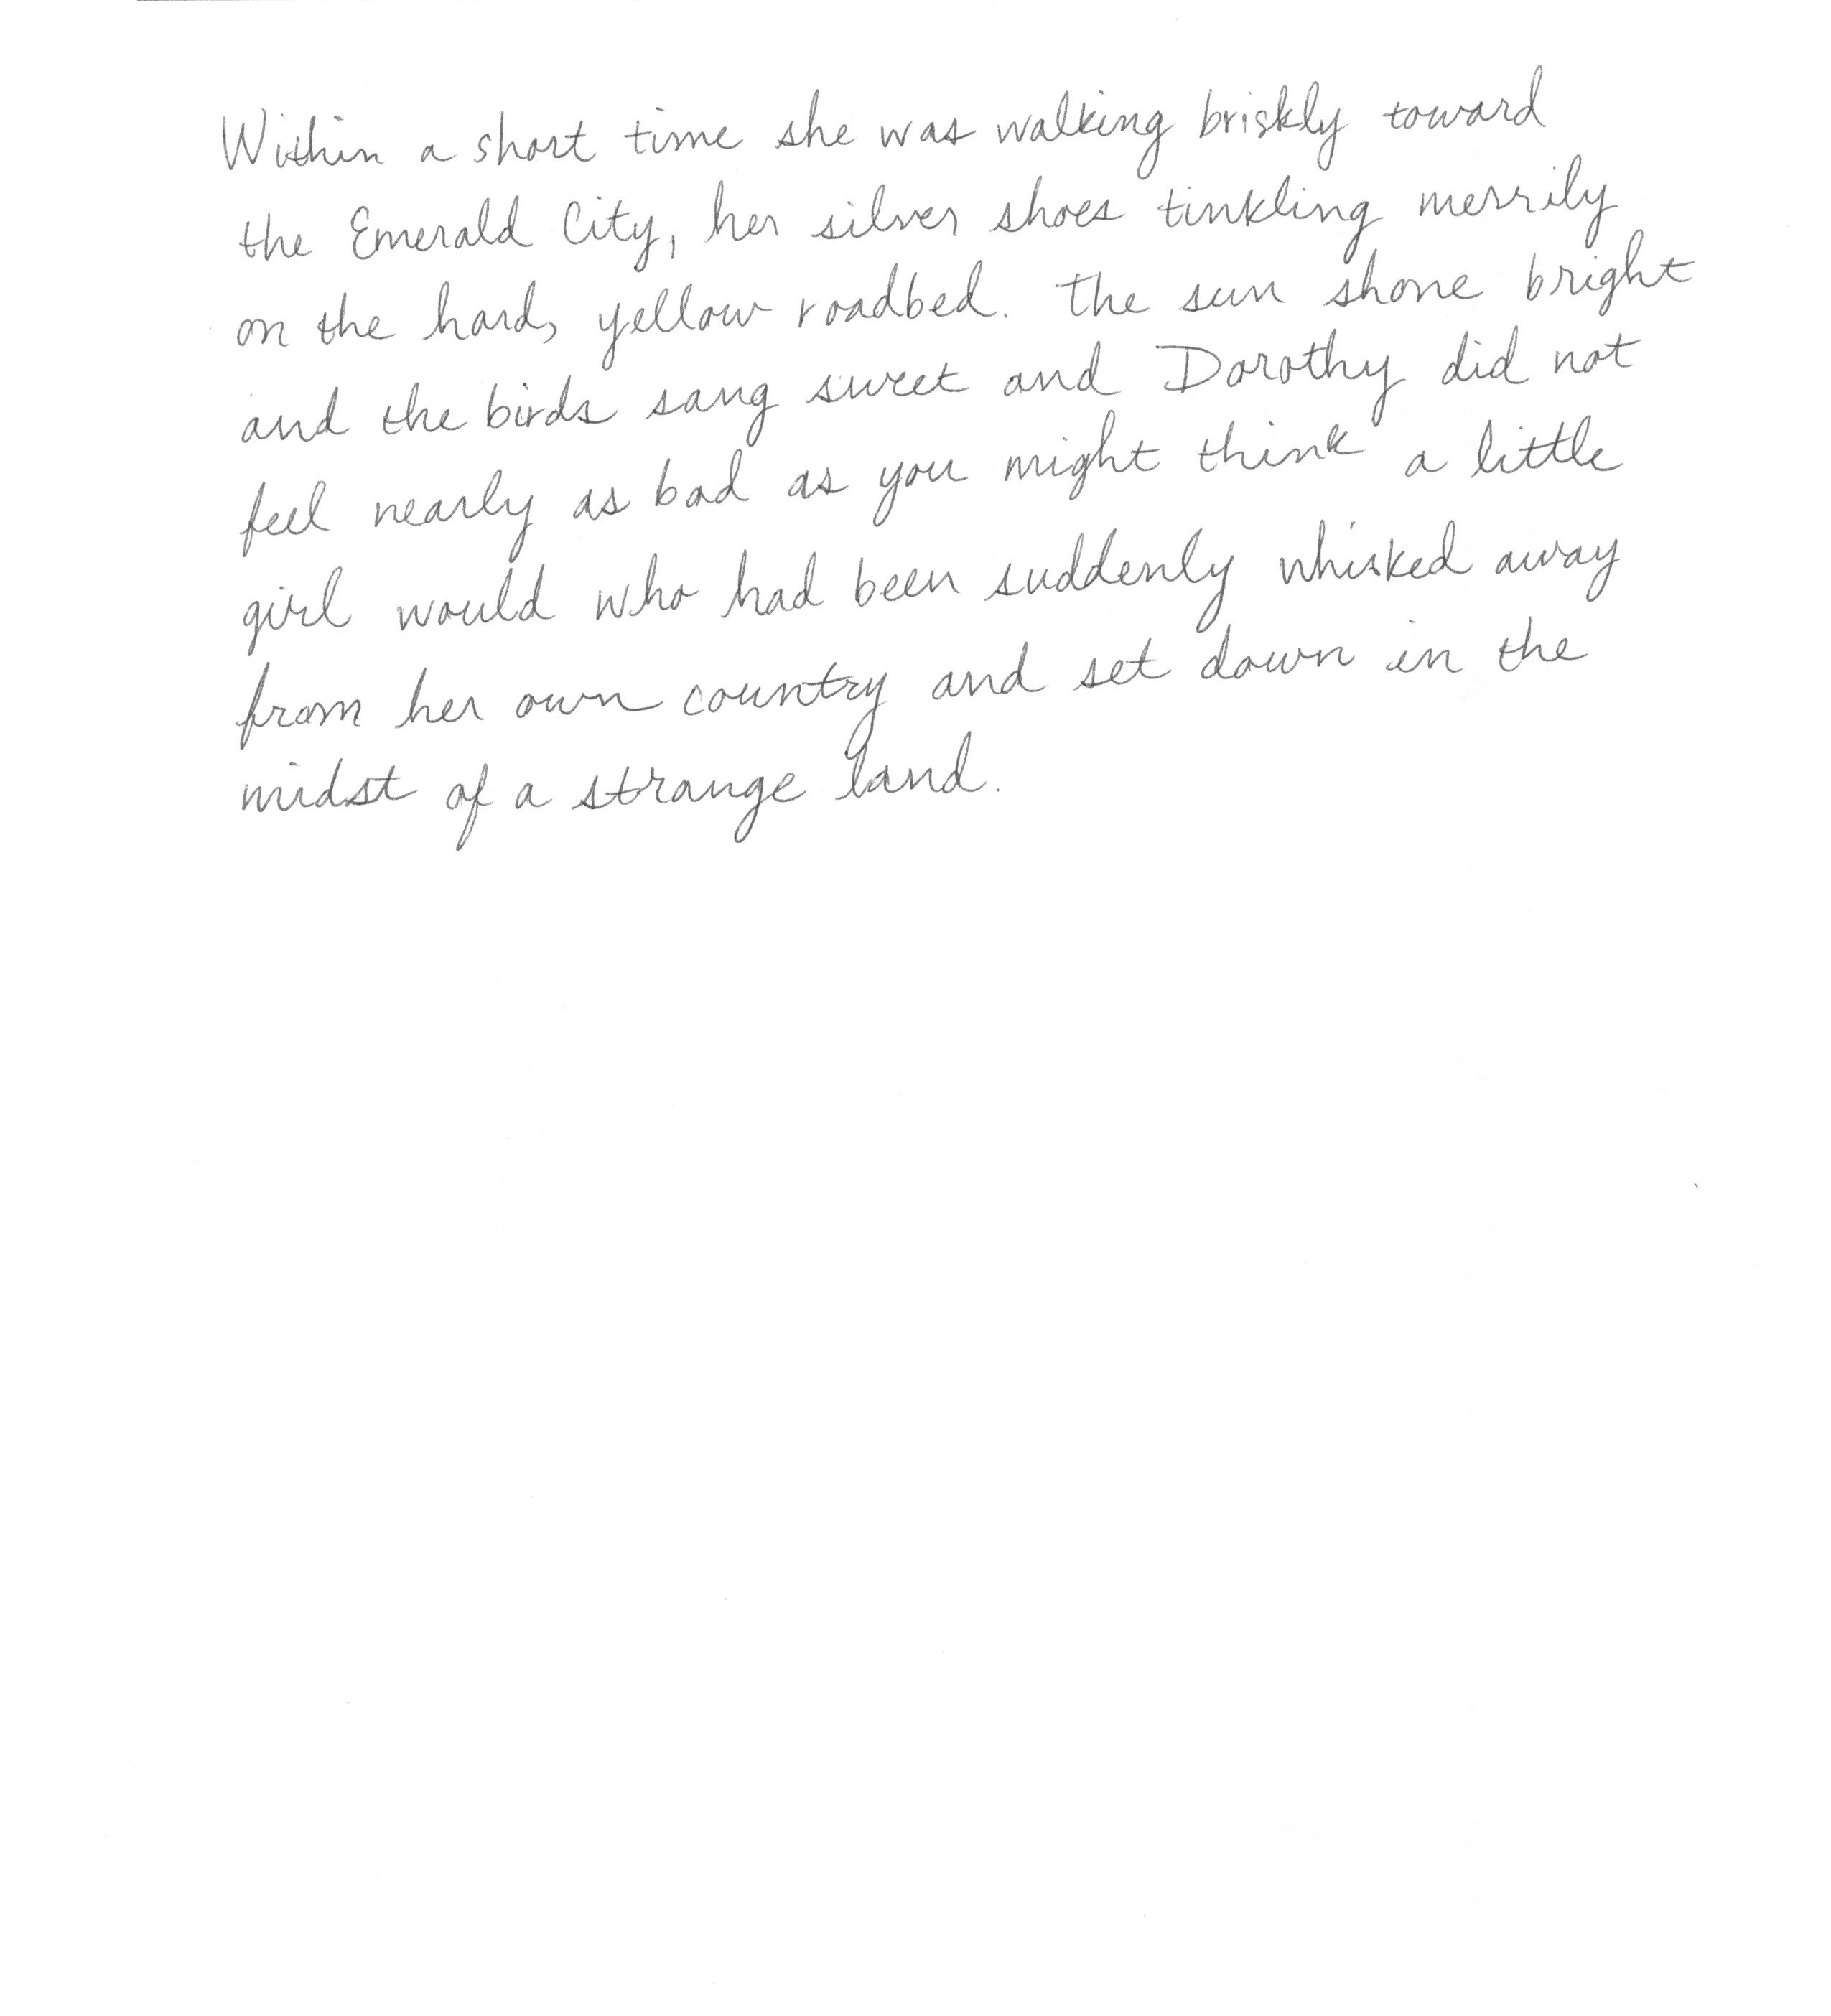 Within a short time she was walking briskly toward
the Emerald City, her silver shoes tinkling merrily
on the hard, yellow roadbed. The sun shone bright
and the birds sang sweet and Dorothy did not
feel nearly as bad as you might think a little
girl would who had been suddenly whisked away
from her own country and set down in the
midst of a strange land.